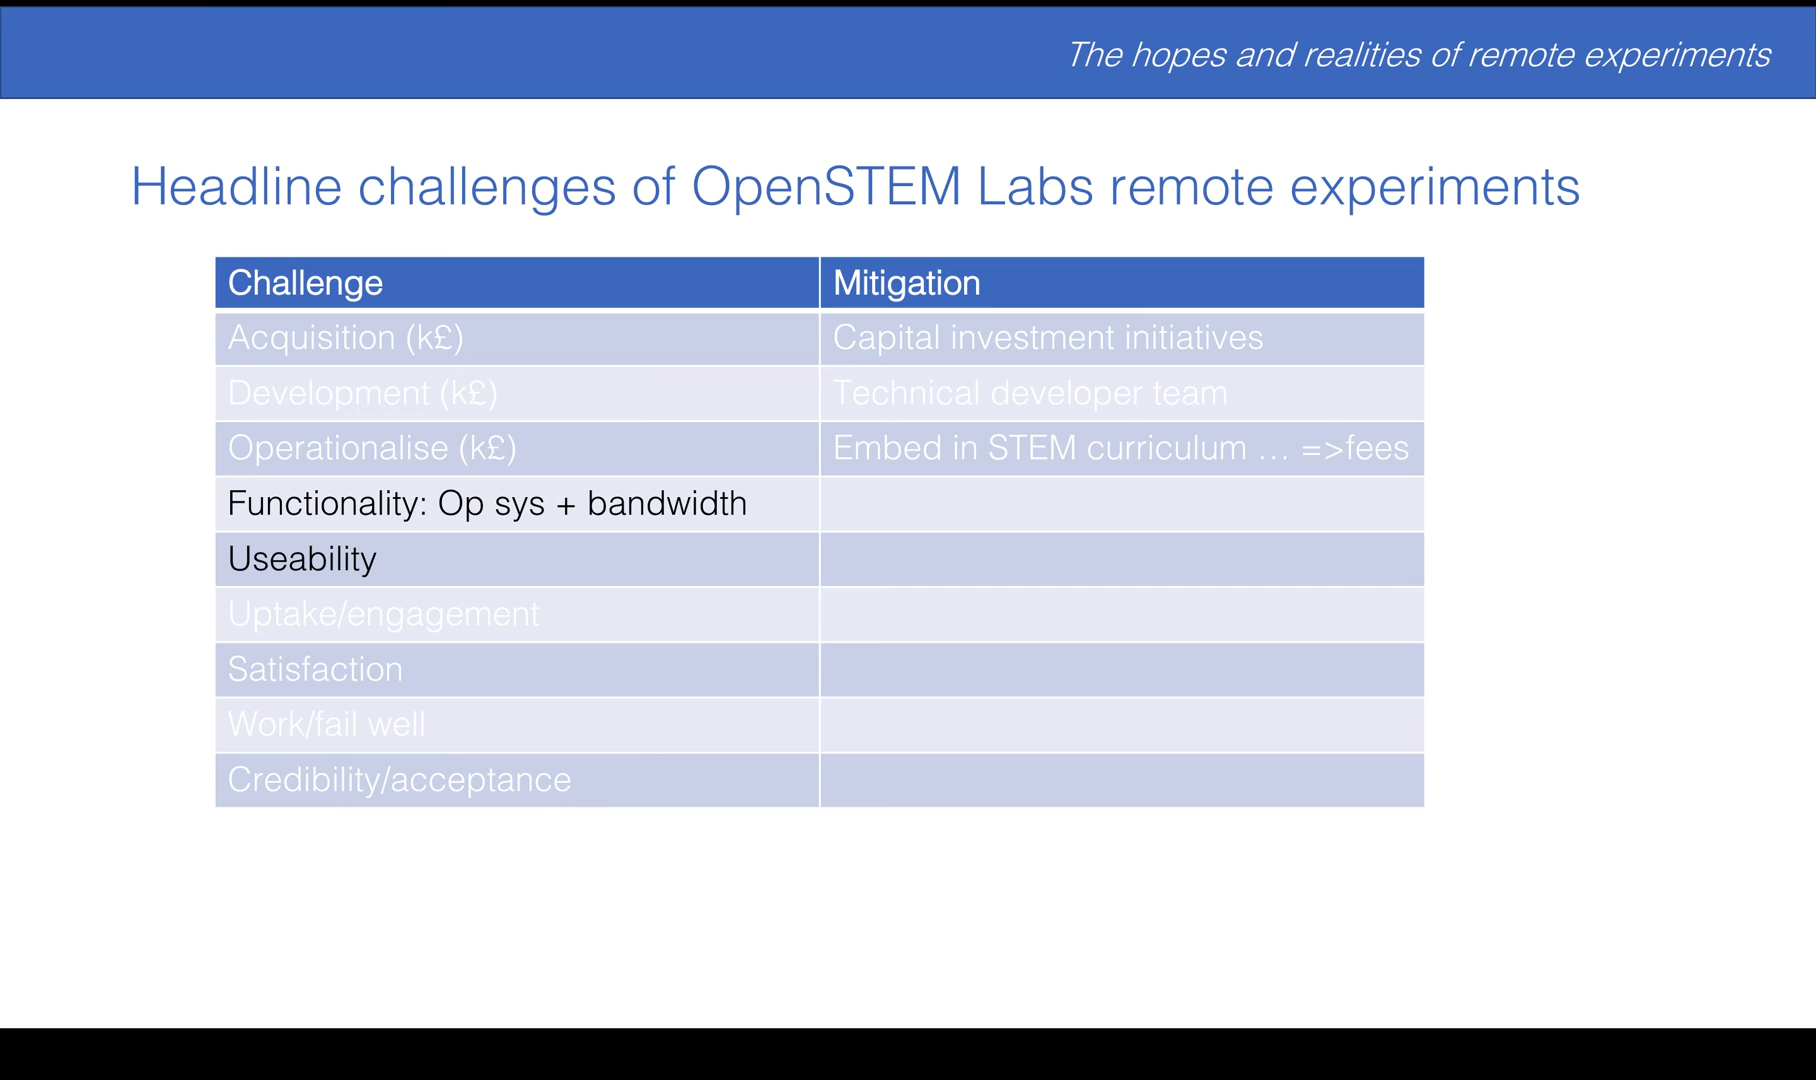 The hopes and realities of remote experiments
Headline challenges of OpenSTEM Labs remote experiments
Challenge Mitigation
Acquisition (k£) Capital investment initiatives
Development (k£) Technical developer team
Operationalise (k£) Embed in STEM curriculum … =>fees
Functionality: Op sys + bandwidth
Useability
Uptake/engagement
Satisfaction
Work/fail well
Credibility/acceptance